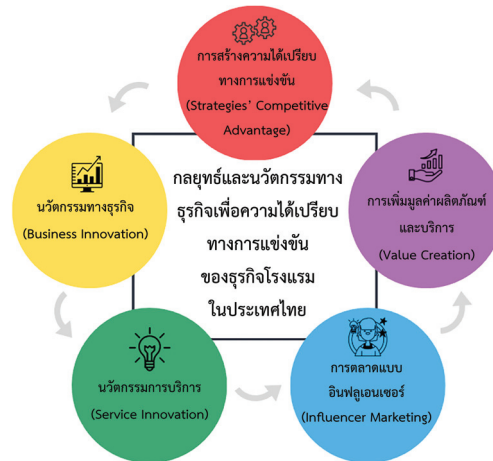 การสร้างความได้เปรียบ
ทางการแข่งขัน
(Strategies’ Competitive
Advantage)
นวัตกรรมทางธุรกิจ
(Business Innovation)
กลยุทธ์และนวัตกรรมทาง
ธุรกิจเพื่อความได้เปรียบ
ทางการแข่งขัน
ของธุรกิจโรงแรม
ในประเทศไทย
การเพิ่มมูลค่าผลิตภัณฑ์
และบริการ
(Value Creation)
นวัตกรรมการบริการ
(Service Innovation)
การตลาดแบบ
อินฟลูเอนเซอร์
(Influencer Marketing)